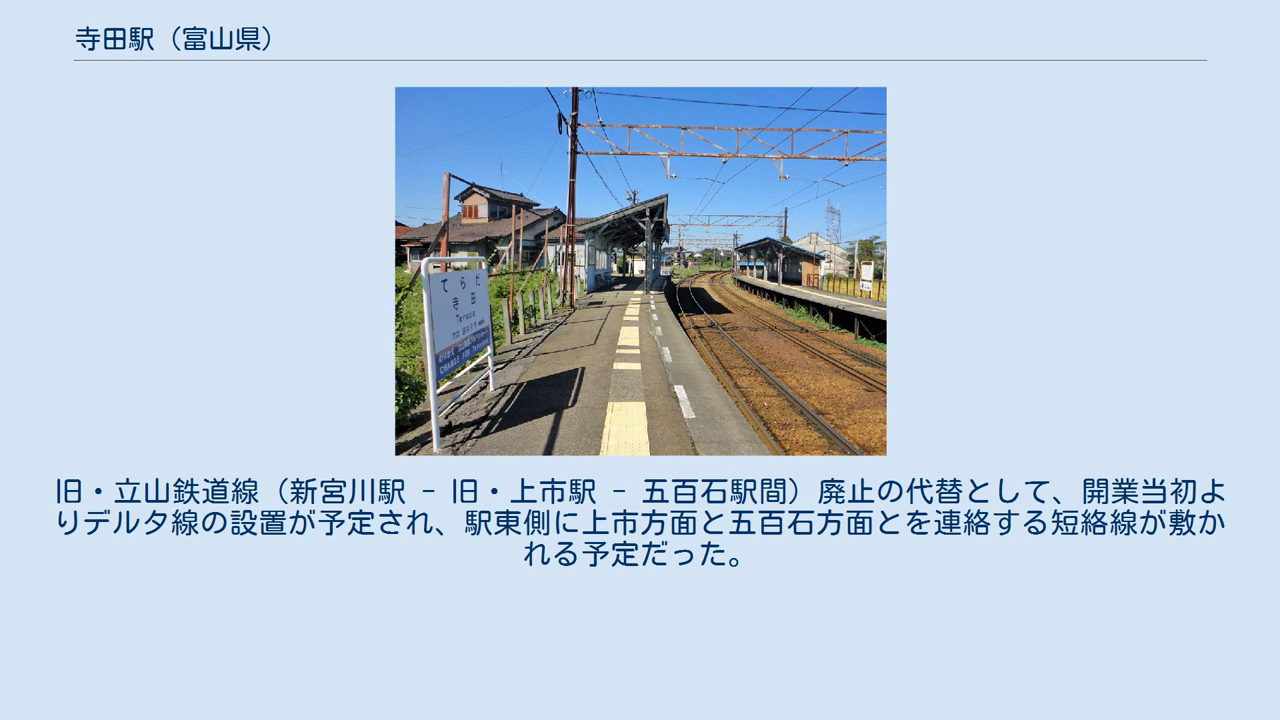 寺田駅（富山県）
てらだ
寺田
Terada
CHANGE FOR TATEYAMA
旧・立山鉄道線（新宮川駅 - 旧・上市駅 - 五百石駅間）廃止の代替として、開業当初よ
りデルタ線の設置が予定され、駅東側に上市方面と五百石方面とを連絡する短絡線が敷か
れる予定だった。